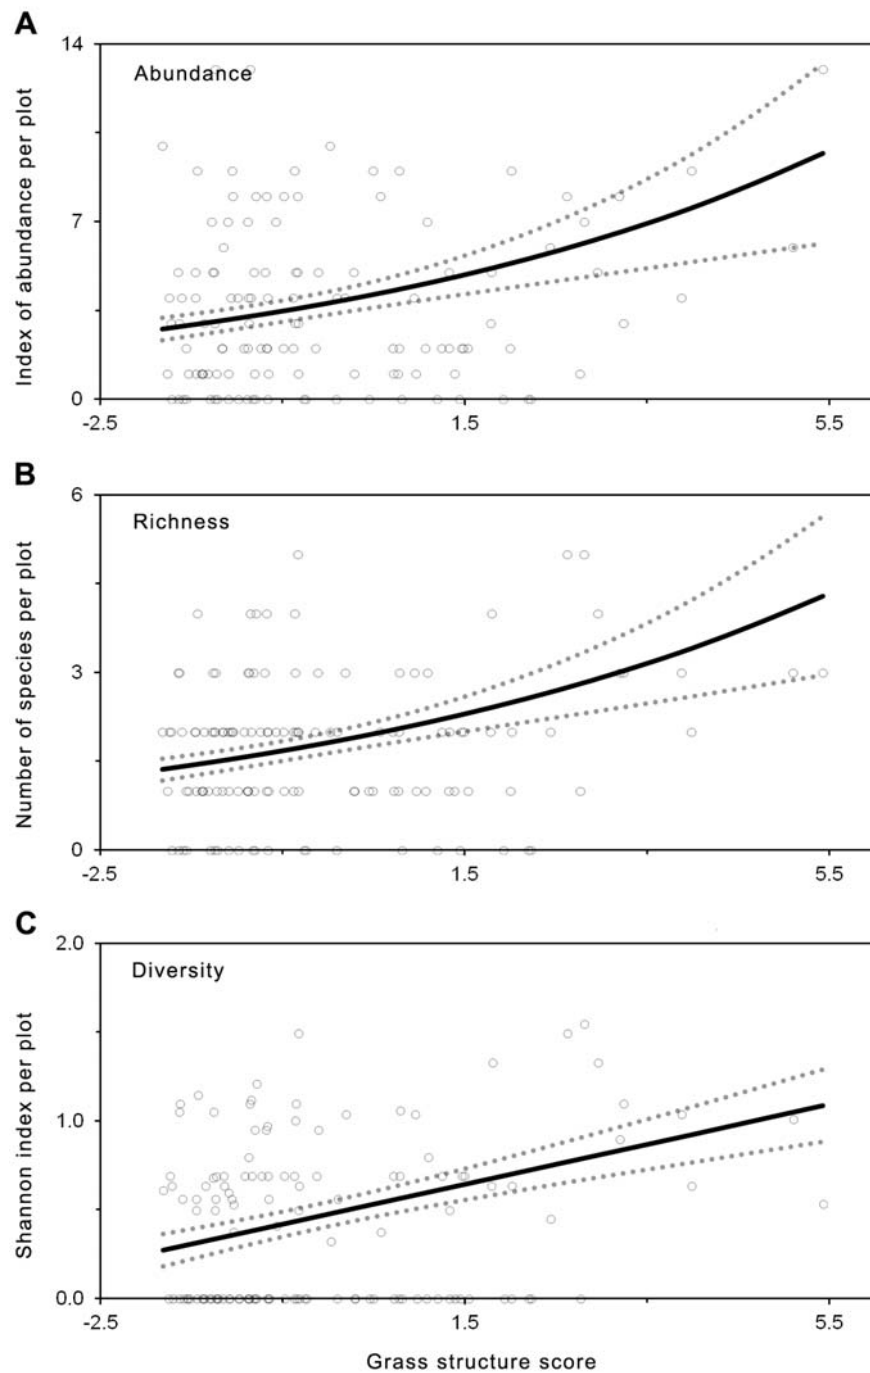 A
14
Abundance
Index of abundance per plot
7
0
-2.5 1.5 5.5
B
6
Richness
Number of species per plot
3
0
-2.5 1.5 5.5
C
2.0
Diversity
Shannon index per plot
1.0
0.0
-2.5 1.5 5.5
Grass structure score